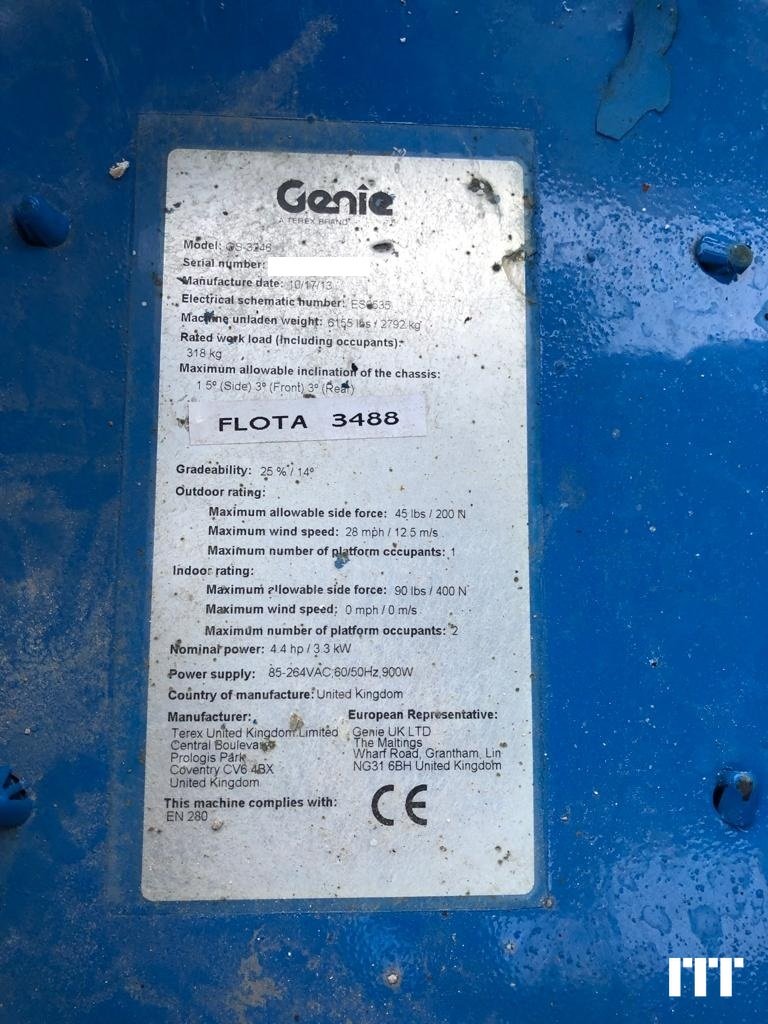 Genie
A TEREX BRAND
Model: GS-3246
Serial number:
Manufacture date: 10/17/13
Electrical schematic number:
Machine unladen weight: 6155 lbs / 2792 kg
Rated work load (including occupants):
318 kg
Maximum allowable inclination of the chassis:
1.5º (Side) 3º (Front) 3º (Rear)
FLOTA 3488
Gradeability: 25 % / 14º
Outdoor rating:
Maximum allowable side force: 45 lbs / 200 N
Maximum wind speed: 28 mph / 12.5 m/s
Maximum number of platform occupants: 1
Indoor rating:
Maximum allowable side force: 90 lbs / 400 N
Maximum wind speed: 0 mph / 0 m/s
Maximum number of platform occupants: 2
Nominal power: 4.4 hp / 3.3 kW
Power supply: 85-264VAC,60/50Hz,900W
Country of manufacture: United Kingdom
Manufacturer:
Terex United Kingdom Limited
Central Boulevard
Prologis Park
Coventry CV6 4BX
United Kingdom
European Representative:
Genie UK LTD
The Maltings
Wharf Road, Grantham, Lin
NG31 6BH United Kingdom
This machine complies with:
EN 280
CE
ITT